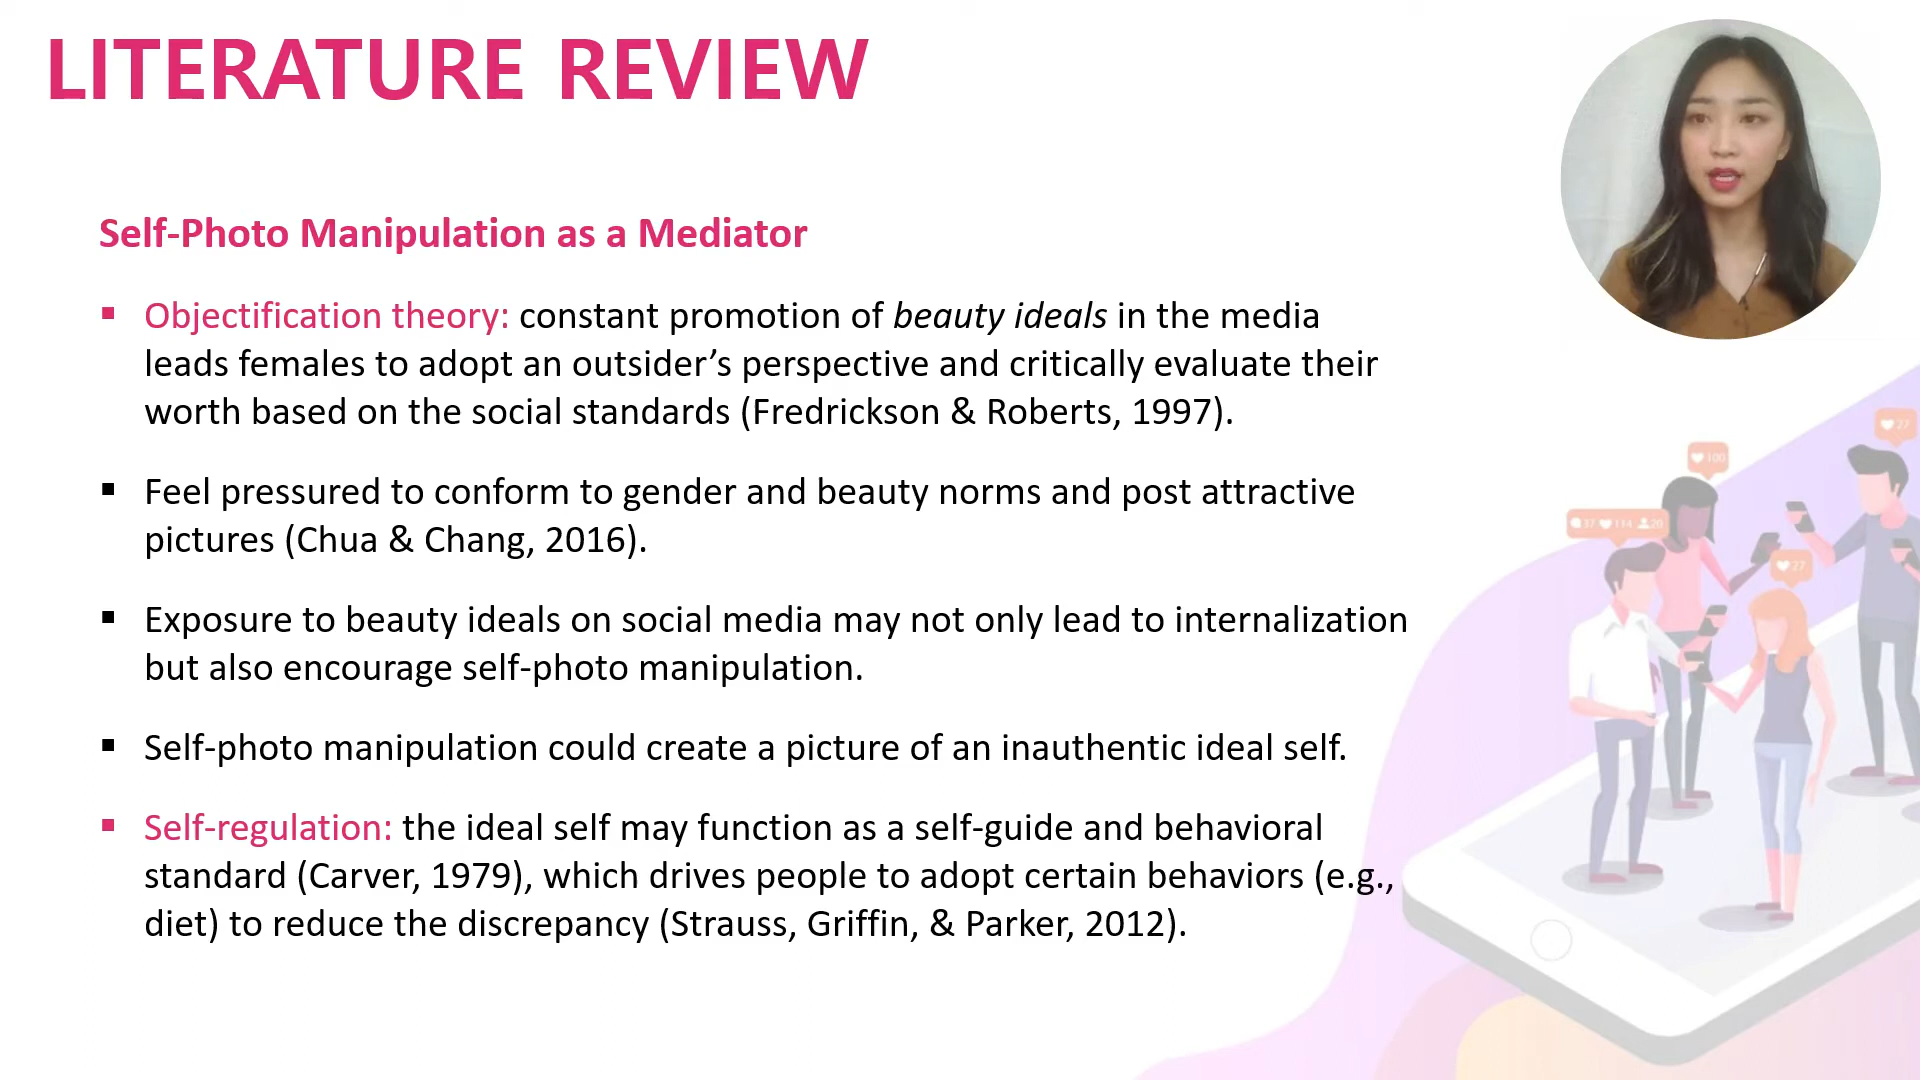 LITERATURE REVIEW
Self-Photo Manipulation as a Mediator
▪ Objectification theory: constant promotion of beauty ideals in the media
leads females to adopt an outsider’s perspective and critically evaluate their
worth based on the social standards (Fredrickson & Roberts, 1997).
▪ Feel pressured to conform to gender and beauty norms and post attractive
pictures (Chua & Chang, 2016).
▪ Exposure to beauty ideals on social media may not only lead to internalization
but also encourage self-photo manipulation.
▪ Self-photo manipulation could create a picture of an inauthentic ideal self.
▪ Self-regulation: the ideal self may function as a self-guide and behavioral
standard (Carver, 1979), which drives people to adopt certain behaviors (e.g.,
diet) to reduce the discrepancy (Strauss, Griffin, & Parker, 2012).
27
100
37 114 20
27